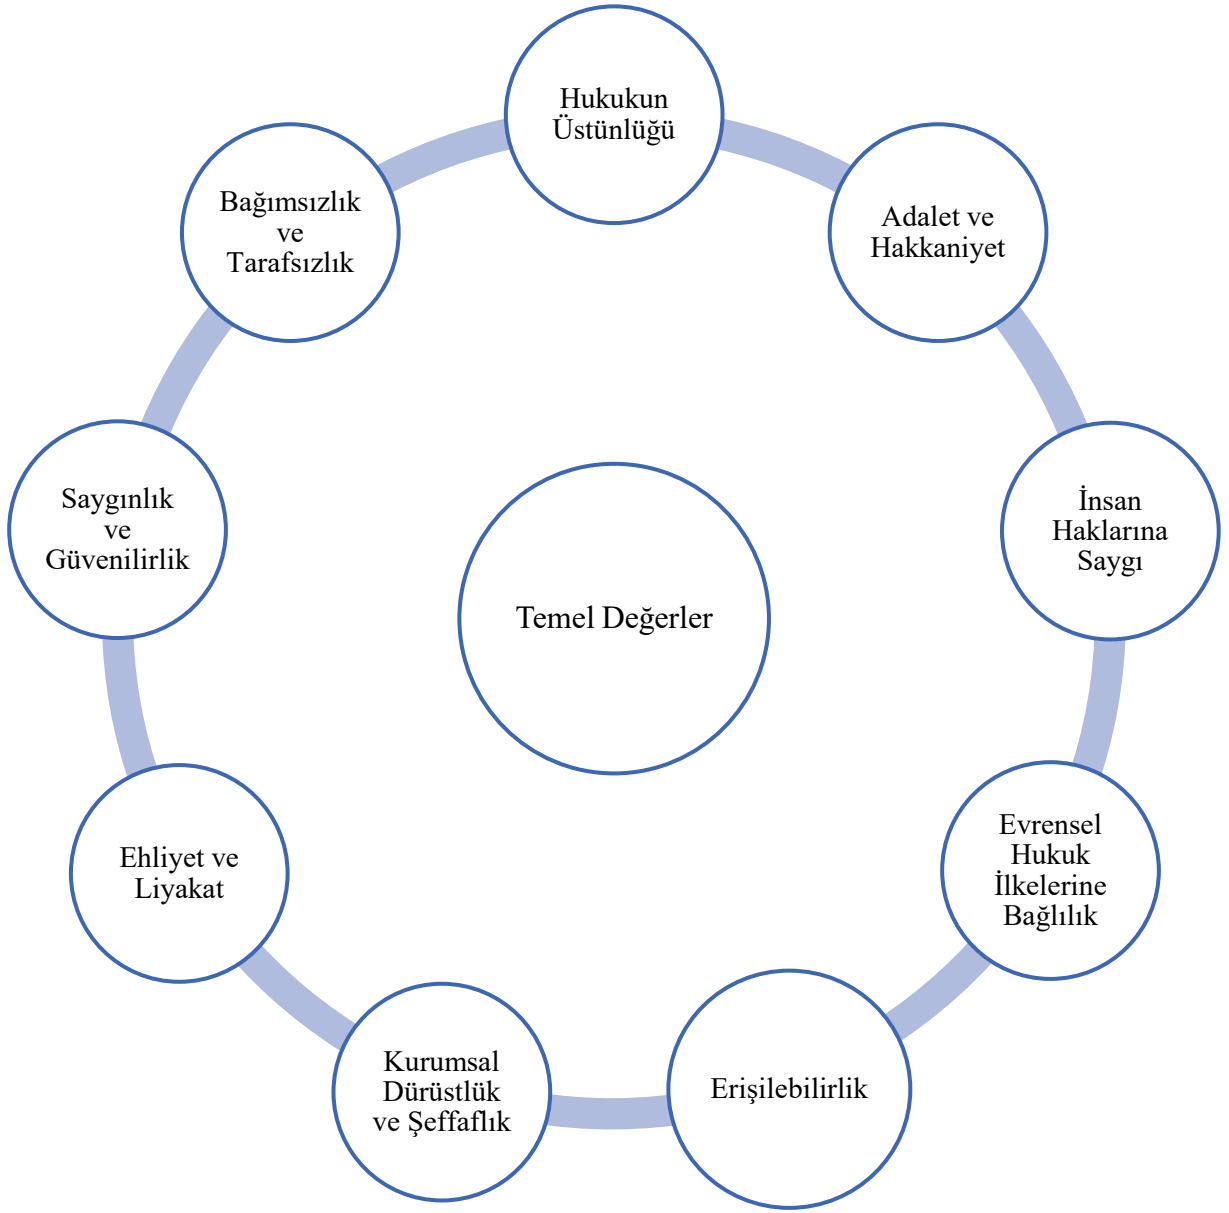 Hukukun
Üstünlüğü
Adalet ve
Hakkaniyet
İnsan
Haklarına
Saygı
Evrensel
Hukuk
İlkelerine
Bağlılık
Erişilebilirlik
Kurumsal
Dürüstlük
ve Şeffaflık
Ehliyet ve
Liyakat
Saygınlık
ve
Güvenilirlik
Bağımsızlık
ve
Tarafsızlık
Temel Değerler